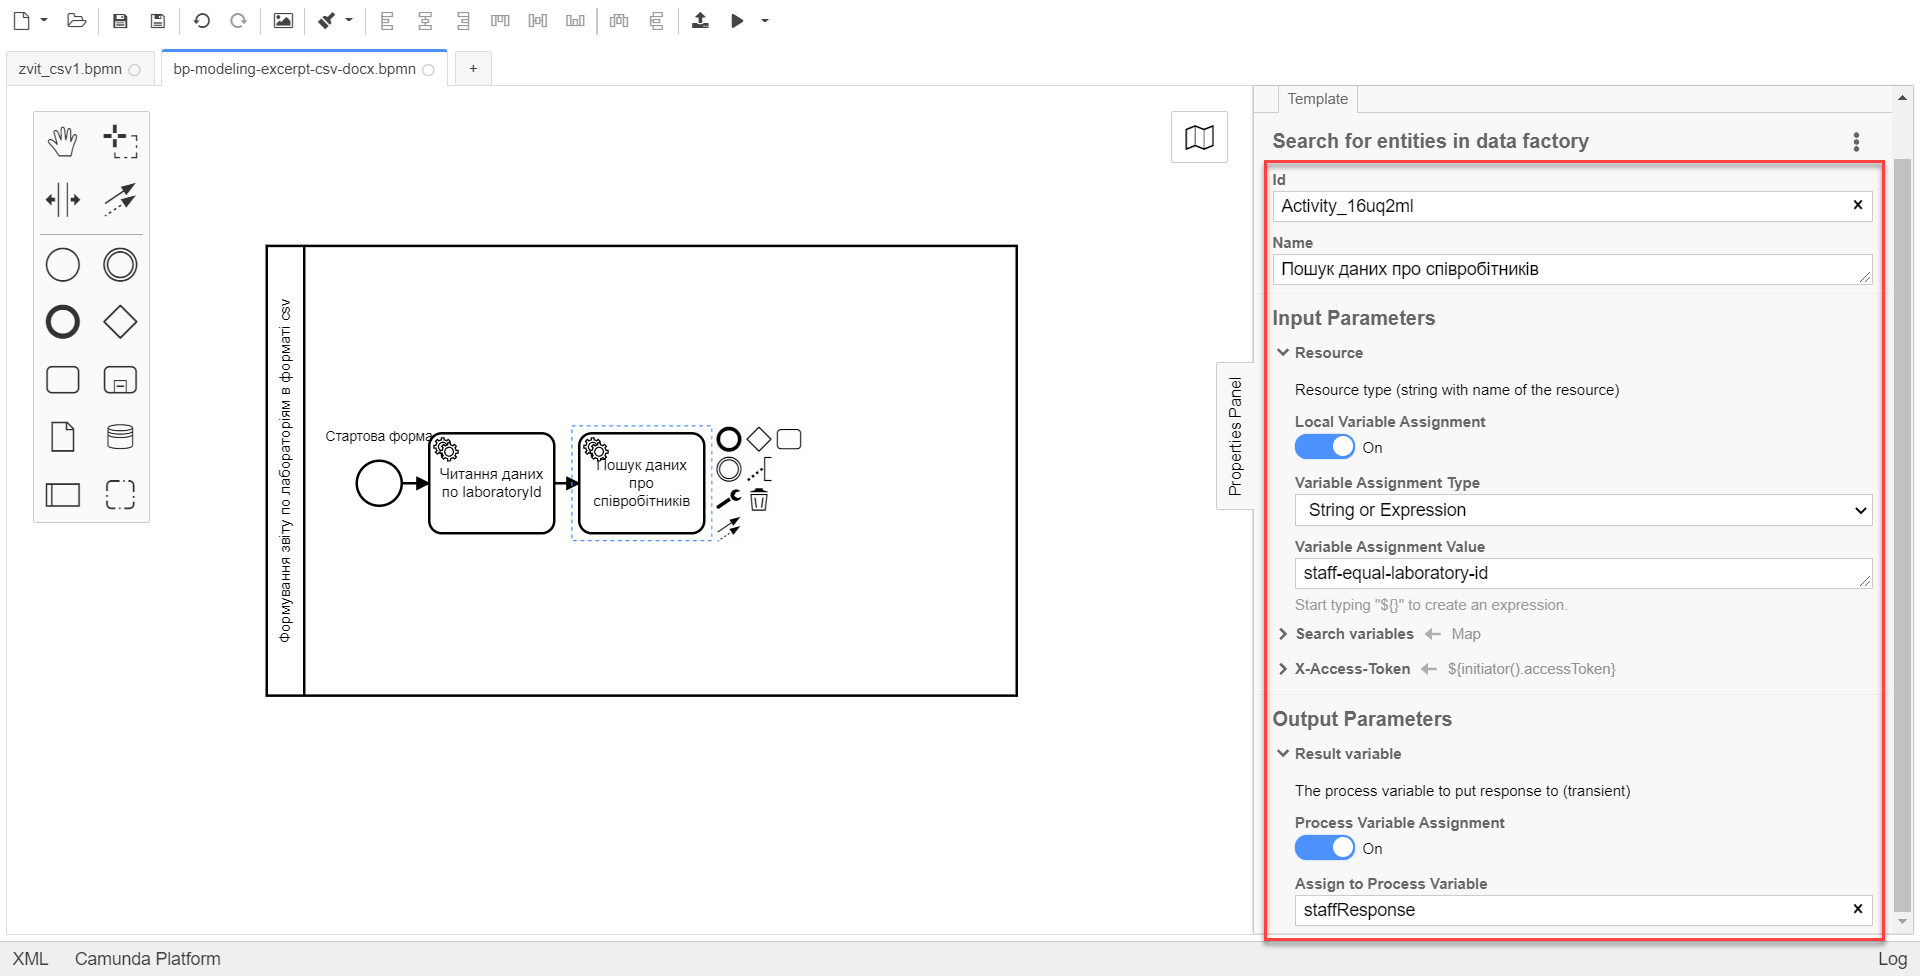 zvit_csv1.bpmn
bp-modeling-excerpt-csv-docx.bpmn
+
Формування звіту по лабораторіям в форматі csv
Стартова форма
Читання даних
по laboratoryId
Пошук даних
про
співробітників
Properties Panel
Template
Search for entities in data factory
Id
Activity_16uq2ml
Name
Пошук даних про співробітників
Input Parameters
Resource
Resource type (string with name of the resource)
Local Variable Assignment
On
Variable Assignment Type
String or Expression
Variable Assignment Value
staff-equal-laboratory-id
Start typing "${}" to create an expression.
Search variables ← Map
X-Access-Token ← ${initiator().accessToken}
Output Parameters
Result variable
The process variable to put response to (transient)
Process Variable Assignment
On
Assign to Process Variable
staffResponse
XML
Camunda Platform
Log